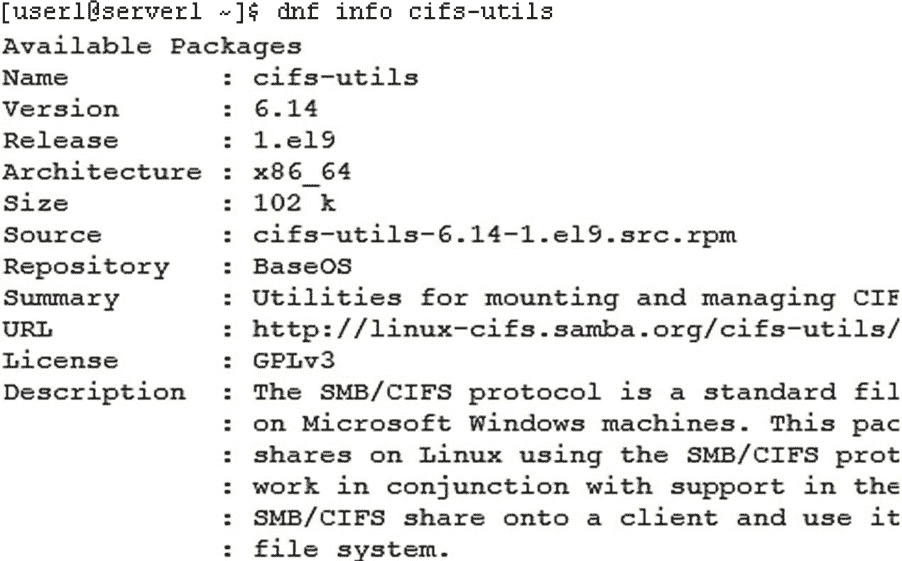 [user1@server1 ~]$ dnf info cifs-utils
Available Packages
Name         : cifs-utils
Version      : 6.14
Release      : 1.el9
Architecture : x86_64
Size         : 102 k
Source       : cifs-utils-6.14-1.el9.src.rpm
Repository   : BaseOS
Summary      : Utilities for mounting and managing CIF
URL          : http://linux-cifs.samba.org/cifs-utils/
License      : GPLv3
Description  : The SMB/CIFS protocol is a standard fil
             : on Microsoft Windows machines. This pac
             : shares on Linux using the SMB/CIFS prot
             : work in conjunction with support in the
             : SMB/CIFS share onto a client and use it
             : file system.